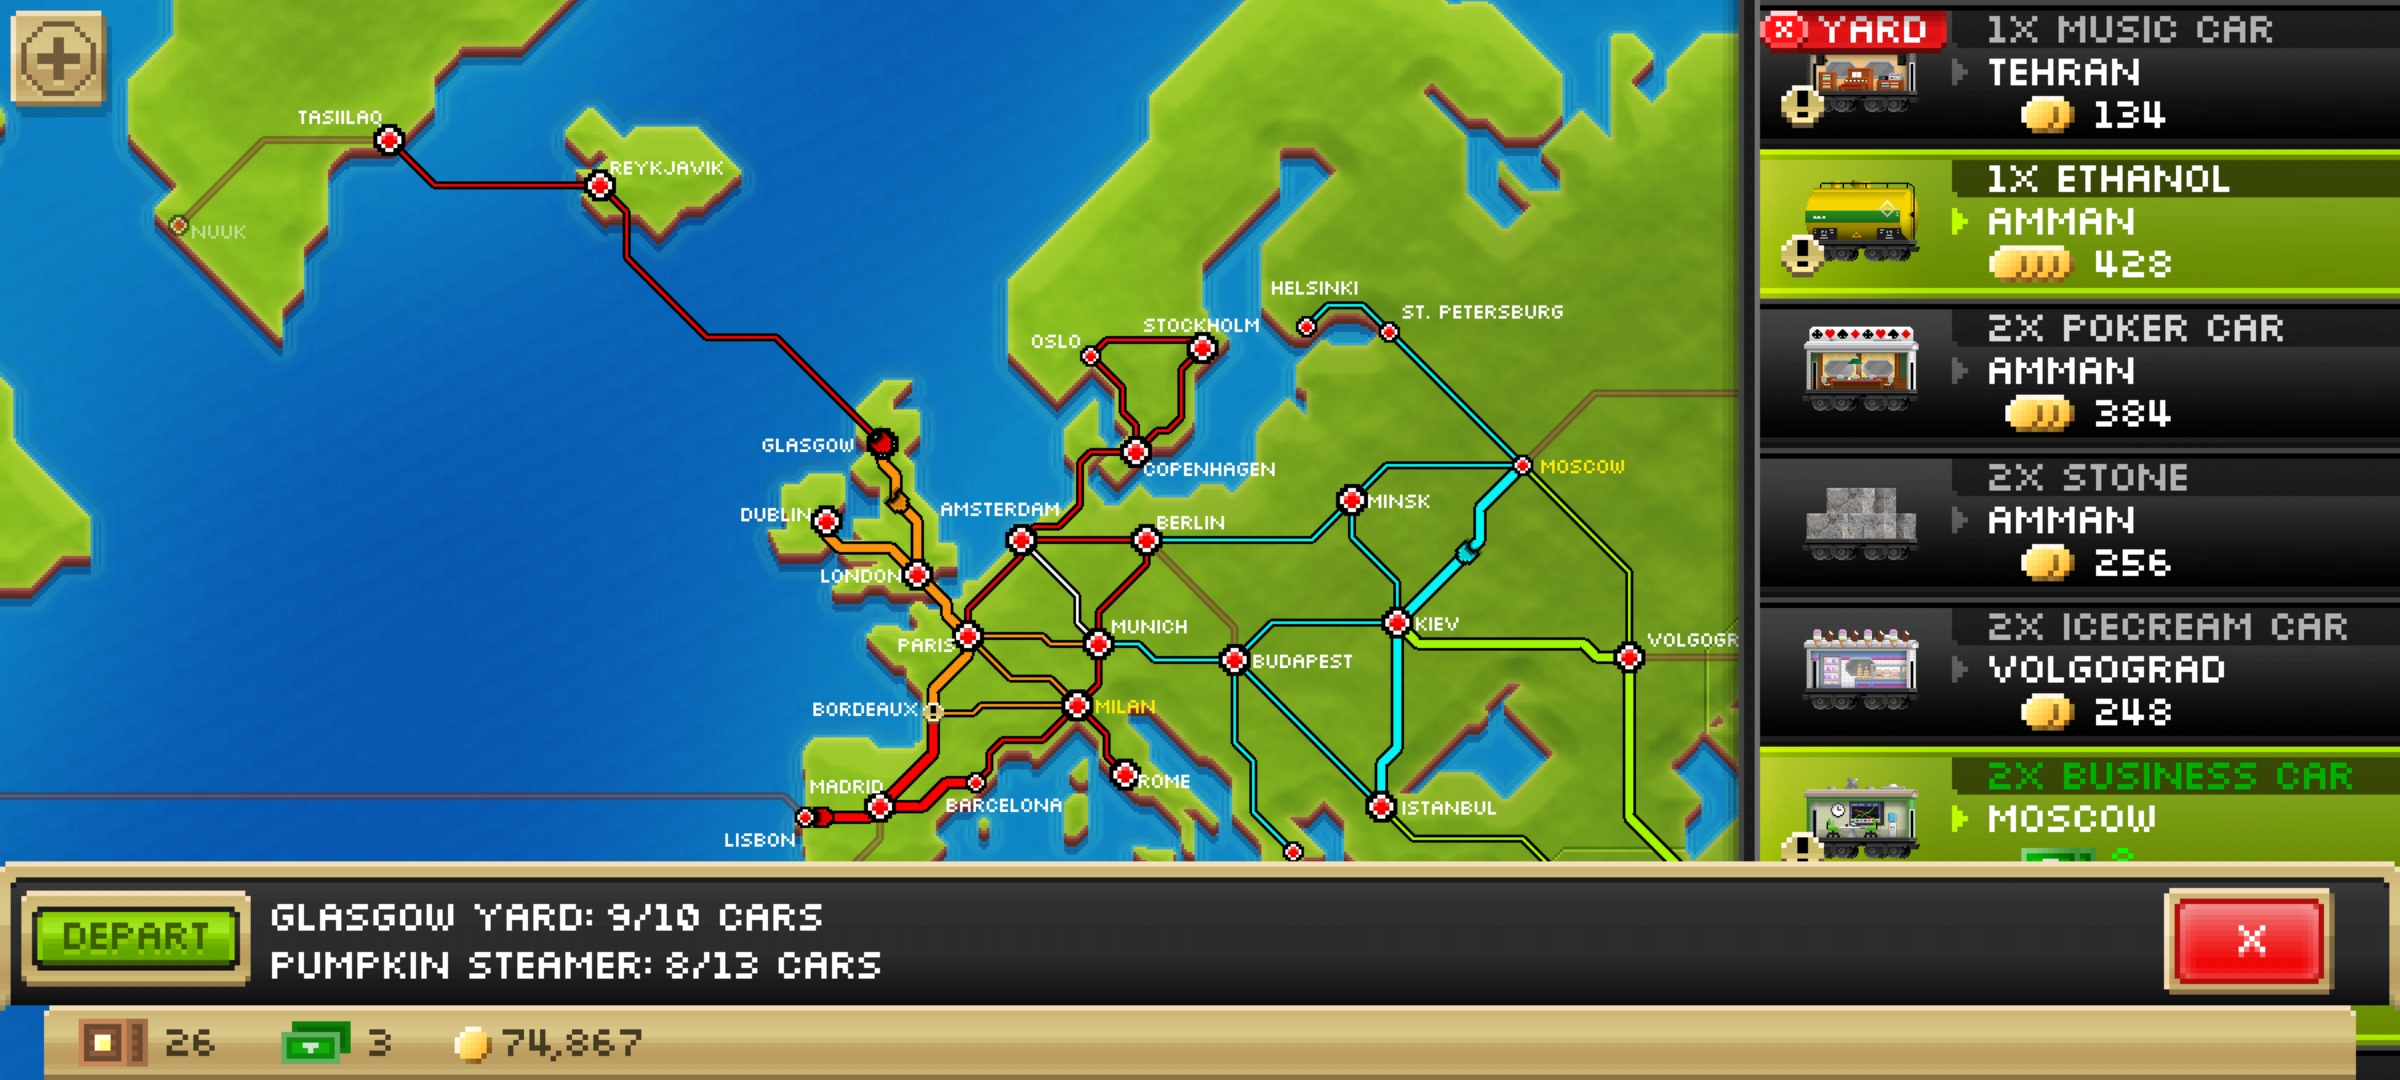 TASIILAQ
REYKJAVIK
NUUK
HELSINKI
ST. PETERSBURG
STOCKHOLM
OSLO
GLASGOW
COPENHAGEN
MOSCOW
MINSK
AMSTERDAM
BERLIN
DUBLIN
LONDON
MUNICH
KIEV
PARIS
VOLGOGR
BUDAPEST
BORDEAUX
MILAN
MADRID
ROME
BARCELONA
ISTANBUL
LISBON
YARD
1X MUSIC CAR
TEHRAN
134
1X ETHANOL
AMMAN
428
2X POKER CAR
AMMAN
384
2X STONE
AMMAN
256
2X ICECREAM CAR
VOLGOGRAD
248
2X BUSINESS CAR
MOSCOW
DEPART
GLASGOW YARD: 9/10 CARS
PUMPKIN STEAMER: 8/13 CARS
X
26
3
74,867